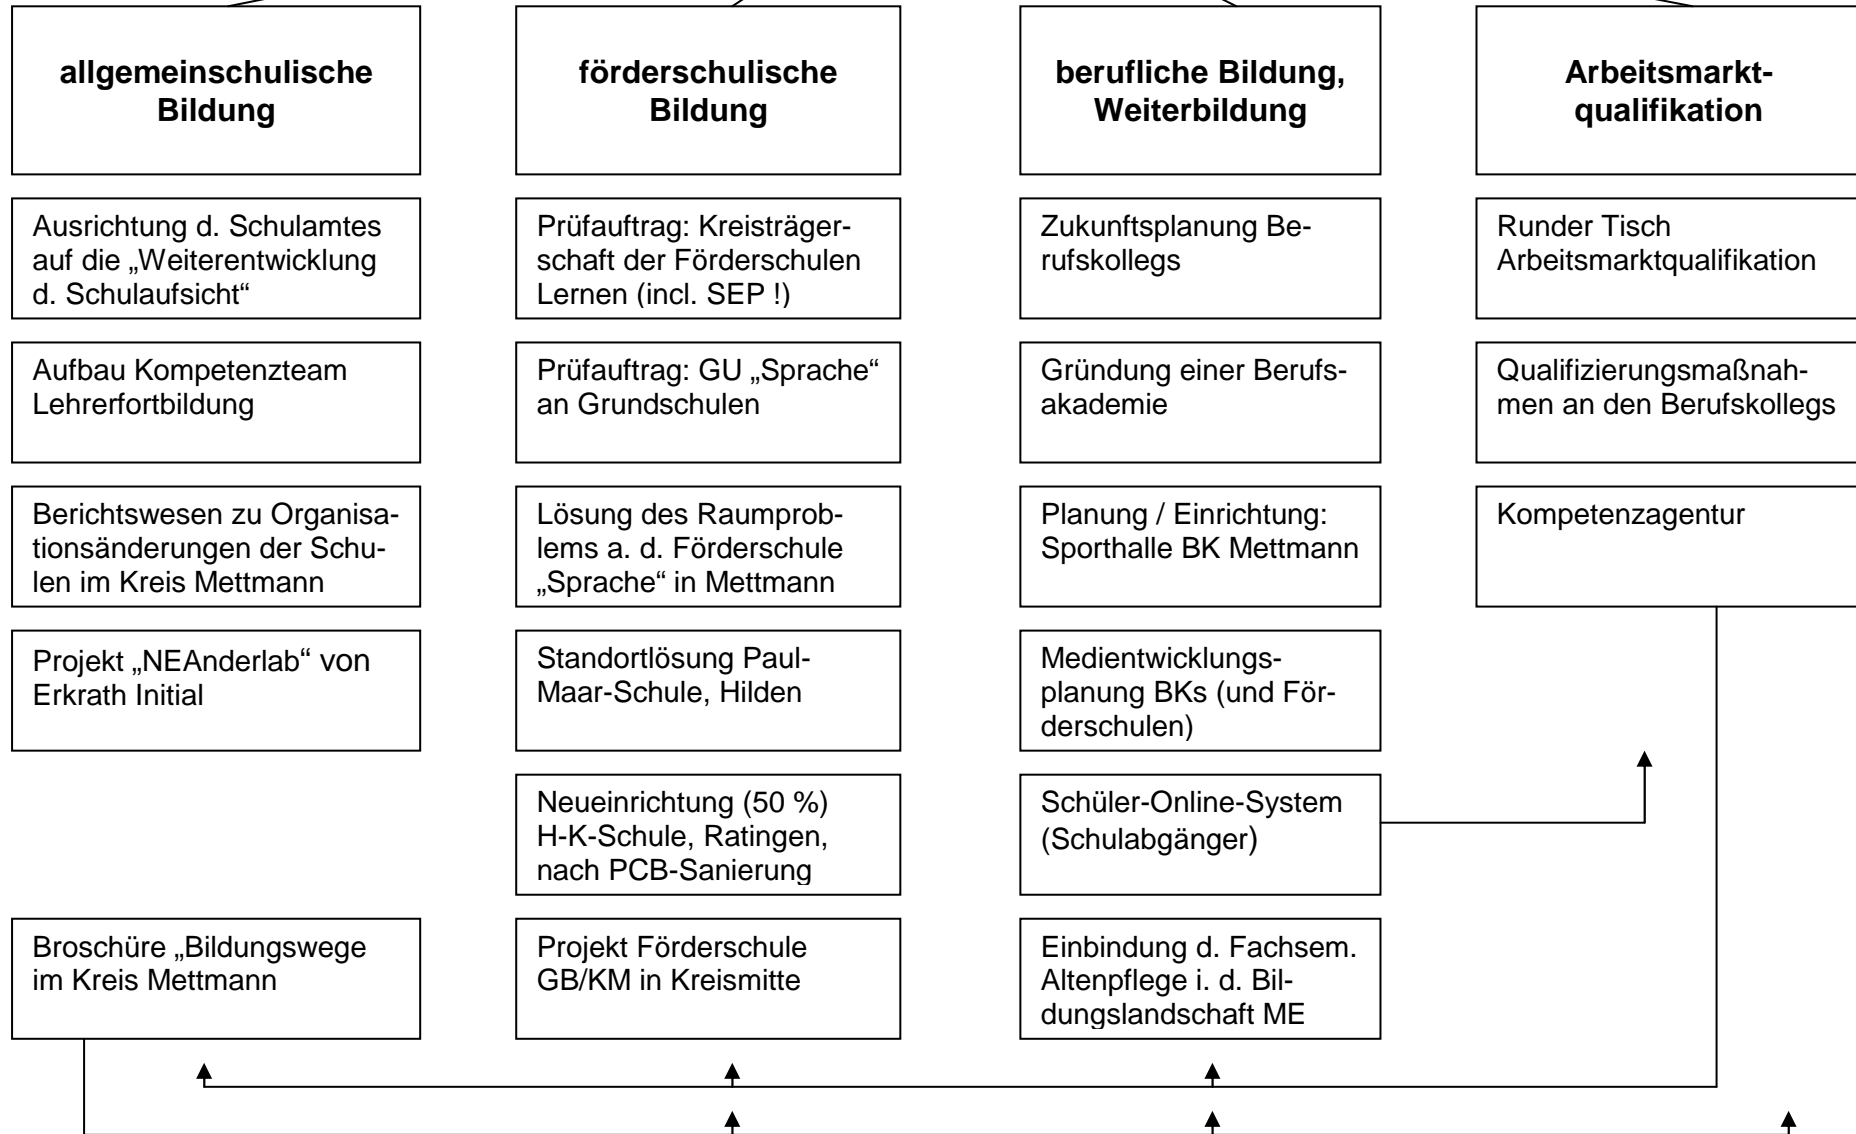 allgemeinschulische
Bildung
förderschulische
Bildung
berufliche Bildung,
Weiterbildung
Arbeitsmarkt-
qualifikation
Ausrichtung d. Schulamtes
auf die „Weiterentwicklung
d. Schulaufsicht“
Prüfauftrag: Kreisträger-
schaft der Förderschulen
Lernen (incl. SEP !)
Zukunftsplanung Be-
rufskollegs
Runder Tisch
Arbeitsmarktqualifikation
Aufbau Kompetenzteam
Lehrerfortbildung
Prüfauftrag: GU „Sprache“
an Grundschulen
Gründung einer Berufs-
akademie
Qualifizierungsmaßnah-
men an den Berufskollegs
Berichtswesen zu Organisa-
tionsänderungen der Schu-
len im Kreis Mettmann
Lösung des Raumprob-
lems a. d. Förderschule
„Sprache“ in Mettmann
Planung / Einrichtung:
Sporthalle BK Mettmann
Kompetenzagentur
Projekt „NEAnderlab“ von
Erkrath Initial
Standortlösung Paul-
Maar-Schule, Hilden
Medientwicklungs-
planung BKs (und För-
derschulen)
Neueinrichtung (50 %)
H-K-Schule, Ratingen,
nach PCB-Sanierung
Schüler-Online-System
(Schulabgänger)
Broschüre „Bildungswege
im Kreis Mettmann
Projekt Förderschule
GB/KM in Kreismitte
Einbindung d. Fachsem.
Altenpflege i. d. Bil-
dungslandschaft ME